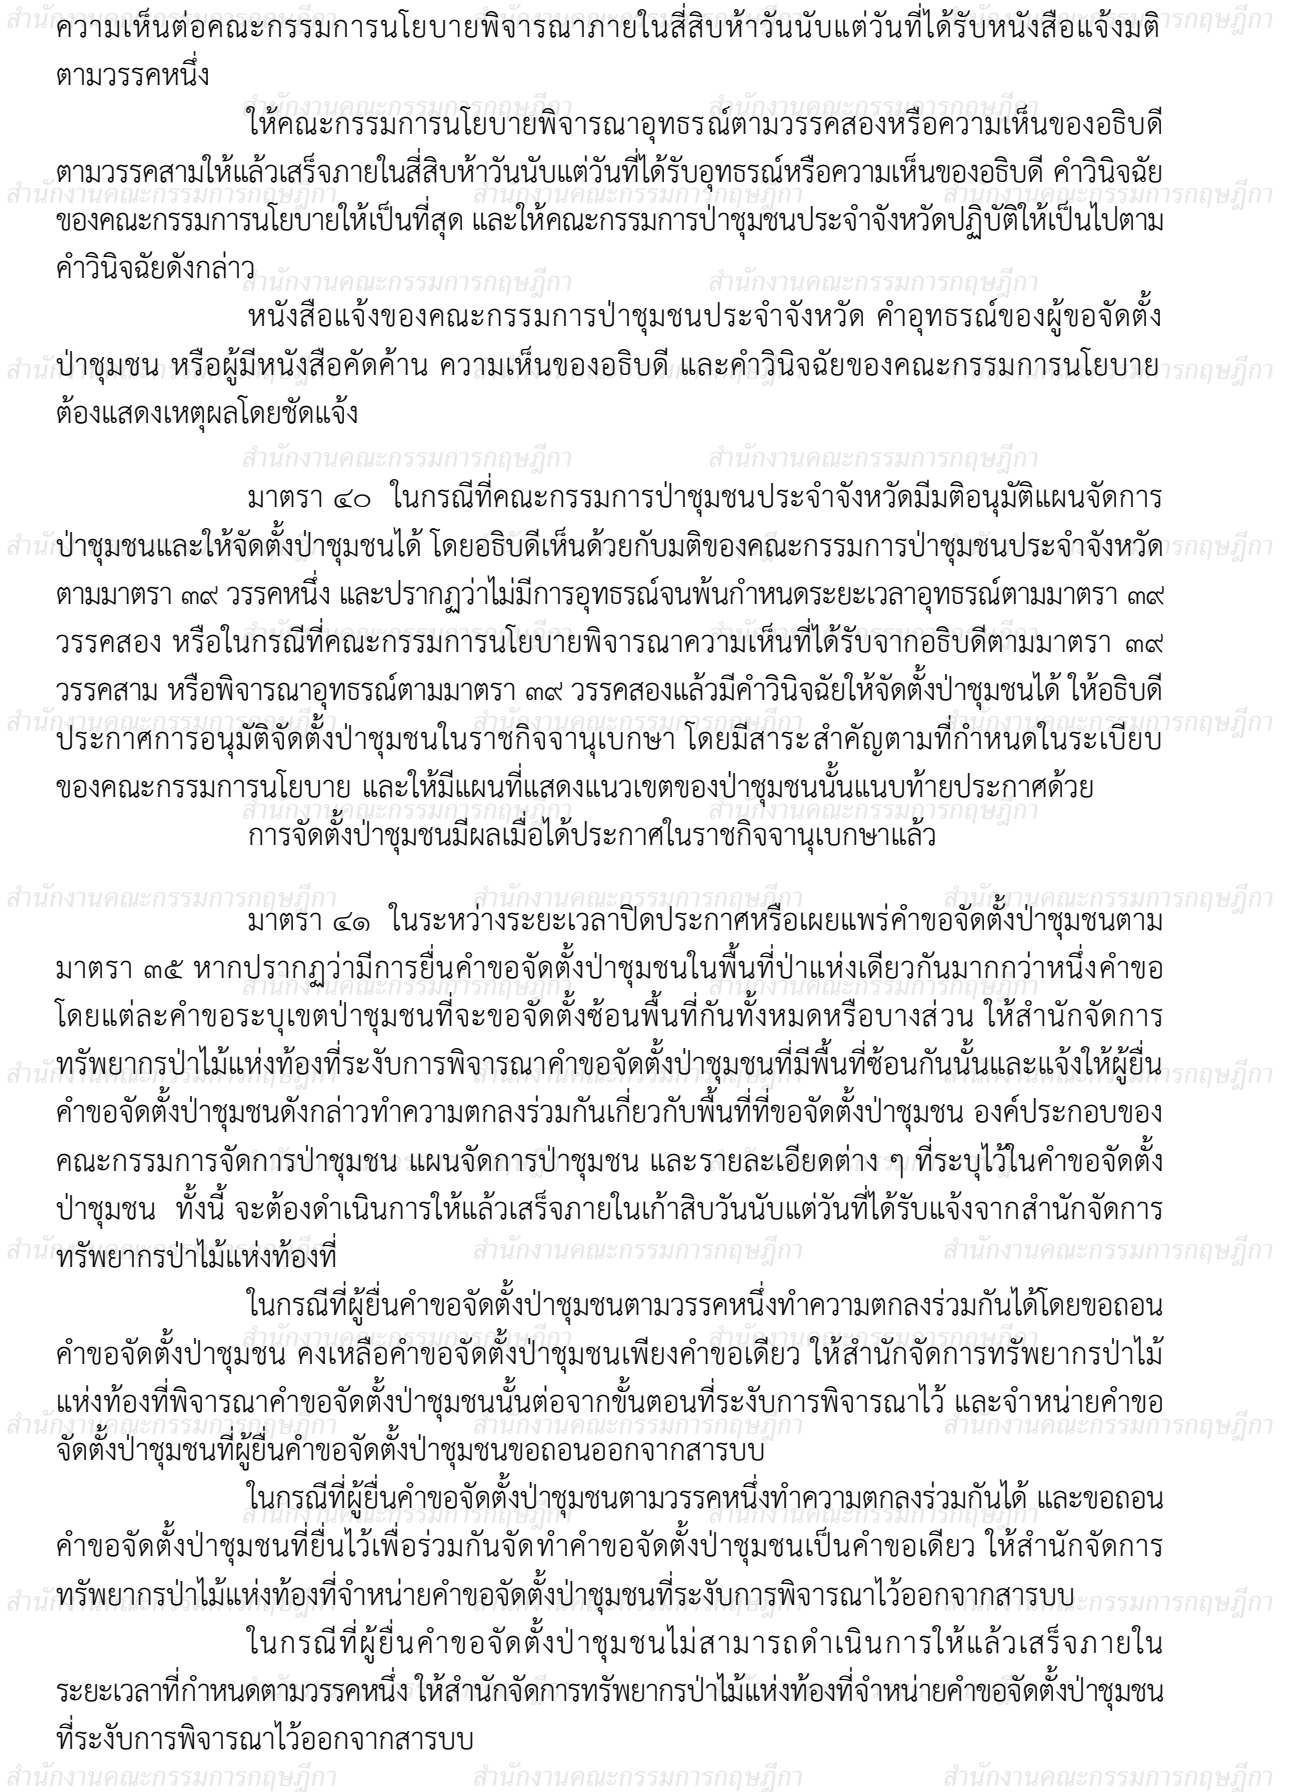 ความเห็นต่อคณะกรรมการนโยบายพิจารณาภายในสี่สิบห้าวันนับแต่วันที่ได้รับหนังสือแจ้งมติ
ตามวรรคหนึ่ง
ให้คณะกรรมการนโยบายพิจารณาอุทธรณ์ตามวรรคสองหรือความเห็นของอธิบดี
ตามวรรคสามให้แล้วเสร็จภายในสี่สิบห้าวันนับแต่วันที่ได้รับอุทธรณ์หรือความเห็นของอธิบดี คำวินิจฉัย
ของคณะกรรมการนโยบายให้เป็นที่สุด และให้คณะกรรมการป่าชุมชนประจำจังหวัดปฏิบัติให้เป็นไปตาม
คำวินิจฉัยดังกล่าว
หนังสือแจ้งของคณะกรรมการป่าชุมชนประจำจังหวัด คำอุทธรณ์ของผู้ขอจัดตั้ง
ป่าชุมชน หรือผู้มีหนังสือคัดค้าน ความเห็นของอธิบดี และคำวินิจฉัยของคณะกรรมการนโยบาย
ต้องแสดงเหตุผลโดยชัดแจ้ง
มาตรา ๔๐ ในกรณีที่คณะกรรมการป่าชุมชนประจำจังหวัดมีมติอนุมัติแผนจัดการ
ป่าชุมชนและให้จัดตั้งป่าชุมชนได้ โดยอธิบดีเห็นด้วยกับมติของคณะกรรมการป่าชุมชนประจำจังหวัด
ตามมาตรา ๓๙ วรรคหนึ่ง และปรากฏว่าไม่มีการอุทธรณ์จนพ้นกำหนดระยะเวลาอุทธรณ์ตามมาตรา ๓๙
วรรคสอง หรือในกรณีที่คณะกรรมการนโยบายพิจารณาความเห็นที่ได้รับจากอธิบดีตามมาตรา ๓๙
วรรคสาม หรือพิจารณาอุทธรณ์ตามมาตรา ๓๙ วรรคสองแล้วมีคำวินิจฉัยให้จัดตั้งป่าชุมชนได้ ให้อธิบดี
ประกาศการอนุมัติจัดตั้งป่าชุมชนในราชกิจจานุเบกษา โดยมีสาระสำคัญตามที่กำหนดในระเบียบ
ของคณะกรรมการนโยบาย และให้มีแผนที่แสดงแนวเขตของป่าชุมชนนั้นแนบท้ายประกาศด้วย
การจัดตั้งป่าชุมชนมีผลเมื่อได้ประกาศในราชกิจจานุเบกษาแล้ว
มาตรา ๔๑ ในระหว่างระยะเวลาปิดประกาศหรือเผยแพร่คำขอจัดตั้งป่าชุมชนตาม
มาตรา ๓๕ หากปรากฏว่ามีการยื่นคำขอจัดตั้งป่าชุมชนในพื้นที่ป่าแห่งเดียวกันมากกว่าหนึ่งคำขอ
โดยแต่ละคำขอระบุเขตป่าชุมชนที่จะขอจัดตั้งซ้อนพื้นที่กันทั้งหมดหรือบางส่วน ให้สำนักจัดการ
ทรัพยากรป่าไม้แห่งท้องที่ระงับการพิจารณาคำขอจัดตั้งป่าชุมชนที่มีพื้นที่ซ้อนกันนั้นและแจ้งให้ผู้ยื่น
คำขอจัดตั้งป่าชุมชนดังกล่าวทำความตกลงร่วมกันเกี่ยวกับพื้นที่ที่ขอจัดตั้งป่าชุมชน องค์ประกอบของ
คณะกรรมการจัดการป่าชุมชน แผนจัดการป่าชุมชน และรายละเอียดต่าง ๆ ที่ระบุไว้ในคำขอจัดตั้ง
ป่าชุมชน ทั้งนี้ จะต้องดำเนินการให้แล้วเสร็จภายในเก้าสิบวันนับแต่วันที่ได้รับแจ้งจากสำนักจัดการ
ทรัพยากรป่าไม้แห่งท้องที่
ในกรณีที่ผู้ยื่นคำขอจัดตั้งป่าชุมชนตามวรรคหนึ่งทำความตกลงร่วมกันได้โดยขอถอน
คำขอจัดตั้งป่าชุมชน คงเหลือคำขอจัดตั้งป่าชุมชนเพียงคำขอเดียว ให้สำนักจัดการทรัพยากรป่าไม้
แห่งท้องที่พิจารณาคำขอจัดตั้งป่าชุมชนนั้นต่อจากขั้นตอนที่ระงับการพิจารณาไว้ และจำหน่ายคำขอ
จัดตั้งป่าชุมชนที่ผู้ยื่นคำขอจัดตั้งป่าชุมชนขอถอนออกจากสารบบ
ในกรณีที่ผู้ยื่นคำขอจัดตั้งป่าชุมชนตามวรรคหนึ่งทำความตกลงร่วมกันได้ และขอถอน
คำขอจัดตั้งป่าชุมชนที่ยื่นไว้เพื่อร่วมกันจัดทำคำขอจัดตั้งป่าชุมชนเป็นคำขอเดียว ให้สำนักจัดการ
ทรัพยากรป่าไม้แห่งท้องที่จำหน่ายคำขอจัดตั้งป่าชุมชนที่ระงับการพิจารณาไว้ออกจากสารบบ
ในกรณีที่ผู้ยื่นคำขอจัดตั้งป่าชุมชนไม่สามารถดำเนินการให้แล้วเสร็จภายใน
ระยะเวลาที่กำหนดตามวรรคหนึ่ง ให้สำนักจัดการทรัพยากรป่าไม้แห่งท้องที่จำหน่ายคำขอจัดตั้งป่าชุมชน
ที่ระงับการพิจารณาไว้ออกจากสารบบ
สำนักงานคณะกรรมการกฤษฎีกา สำนักงานคณะกรรมการกฤษฎีกา สำนักงานคณะกรรมการกฤษฎีกา